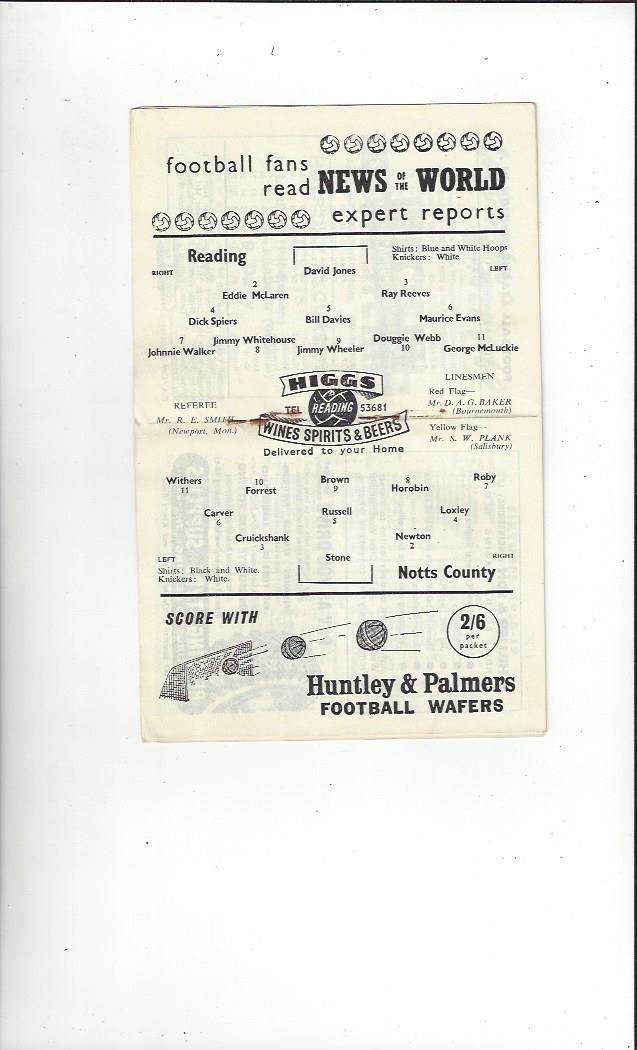 football fans
read NEWS OF THE WORLD
expert reports
Reading
Shirts: Blue and White Hoops
Knickers: White
RIGHT
David Jones
LEFT
2
Eddie McLaren
3
Ray Reeves
4
Dick Spiers
5
Bill Davies
6
Maurice Evans
7
Johnnie Walker
Jimmy Whitehouse
8
9
Jimmy Wheeler
Douggie Webb
10
11
George McLuckie
HIGGS
TEL READING 53681
WINES SPIRITS & BEERS
Delivered to your Home
REFEREE
Mr. R. E. SMITH
(Newport, Mon.)
LINESMEN
Red Flag—
Mr. D. A. G. BAKER
(Bournemouth)
Yellow Flag—
Mr. S. W. PLANK
(Salisbury)
Withers
11
10
Forrest
Brown
9
8
Horobin
Roby
7
Carver
6
Russell
5
Loxley
4
Cruickshank
3
Newton
2
LEFT
Stone
RIGHT
Shirts: Black and White.
Knickers: White.
Notts County
SCORE WITH
2/6
per
packet
Huntley & Palmers
FOOTBALL WAFERS